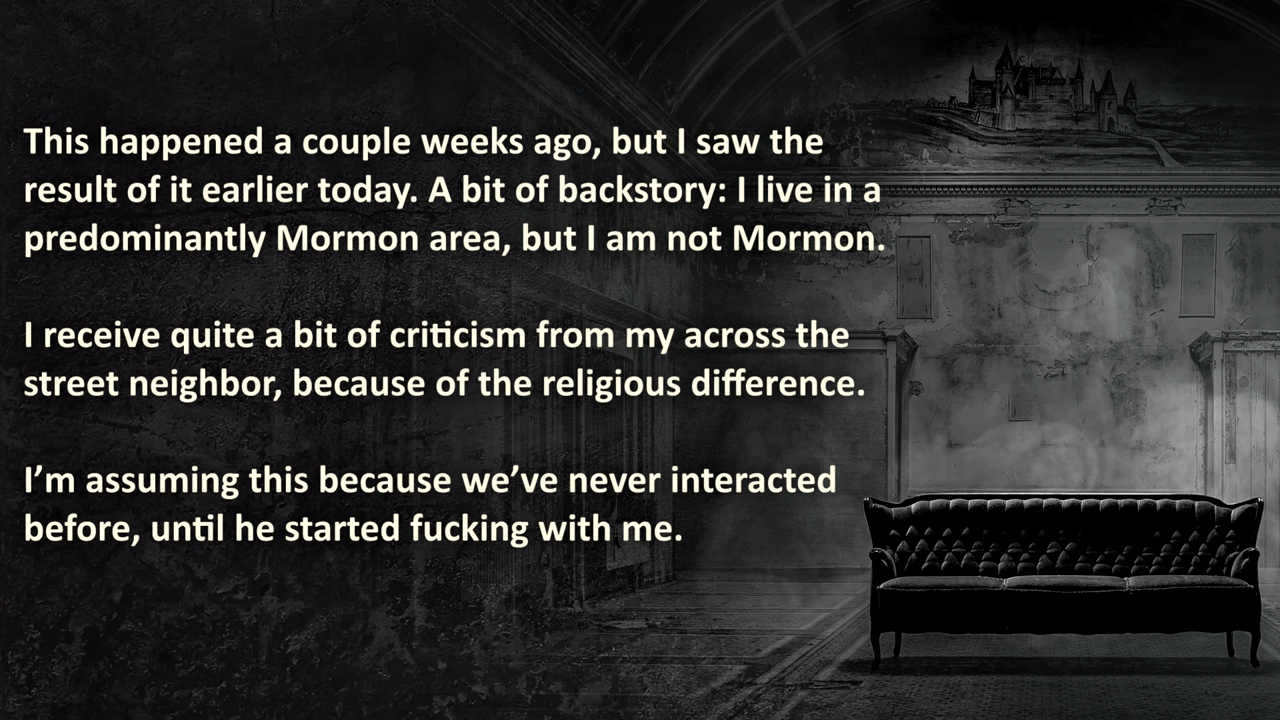 This happened a couple weeks ago, but I saw the
result of it earlier today. A bit of backstory: I live in a
predominantly Mormon area, but I am not Mormon.
I receive quite a bit of criticism from my across the
street neighbor, because of the religious difference.
I’m assuming this because we’ve never interacted
before, until he started fucking with me.